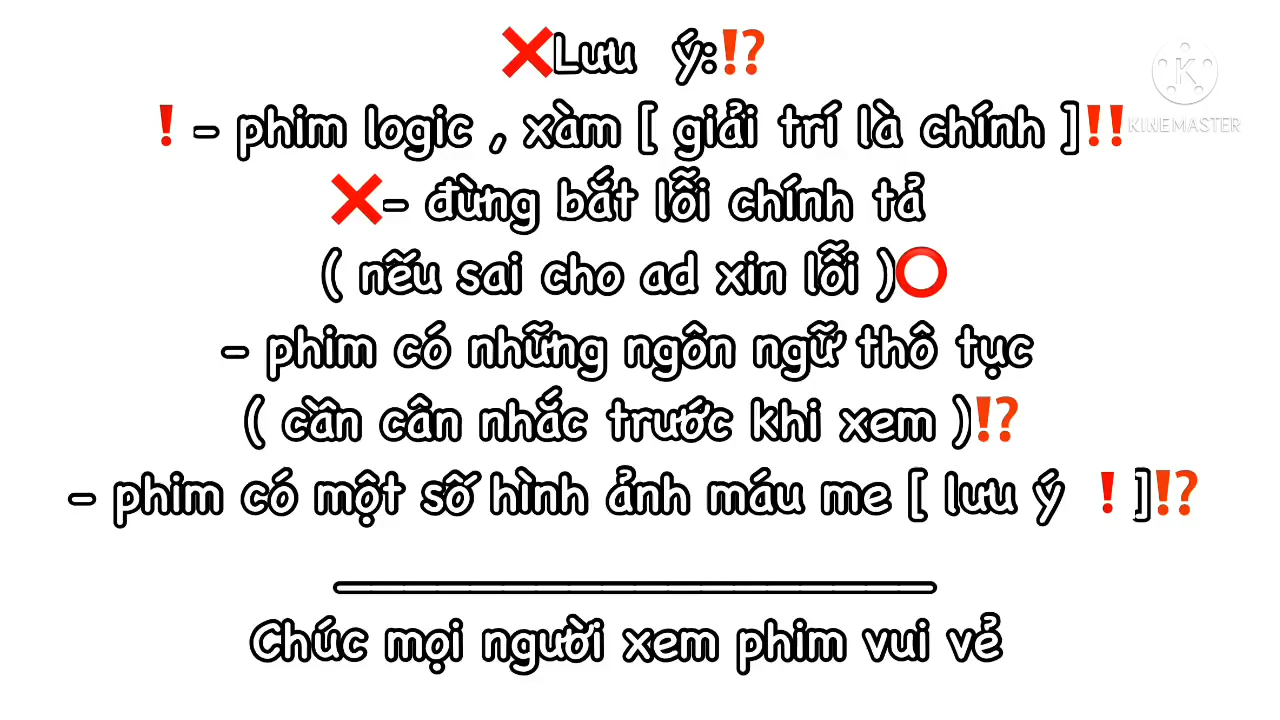 ❌Lưu ý:⁉️
❗- phim logic , xàm [ giải trí là chính ]‼️
KINEMASTER
❌- đừng bắt lỗi chính tả
( nễu sai cho ad xin lỗi )⭕
- phim có những ngôn ngữ thô tục
( cần cân nhắc trước khi xem )⁉️
- phim có một số hình ảnh máu me [ lưu ý ❗]⁉️
Chúc mọi người xem phim vui vẻ